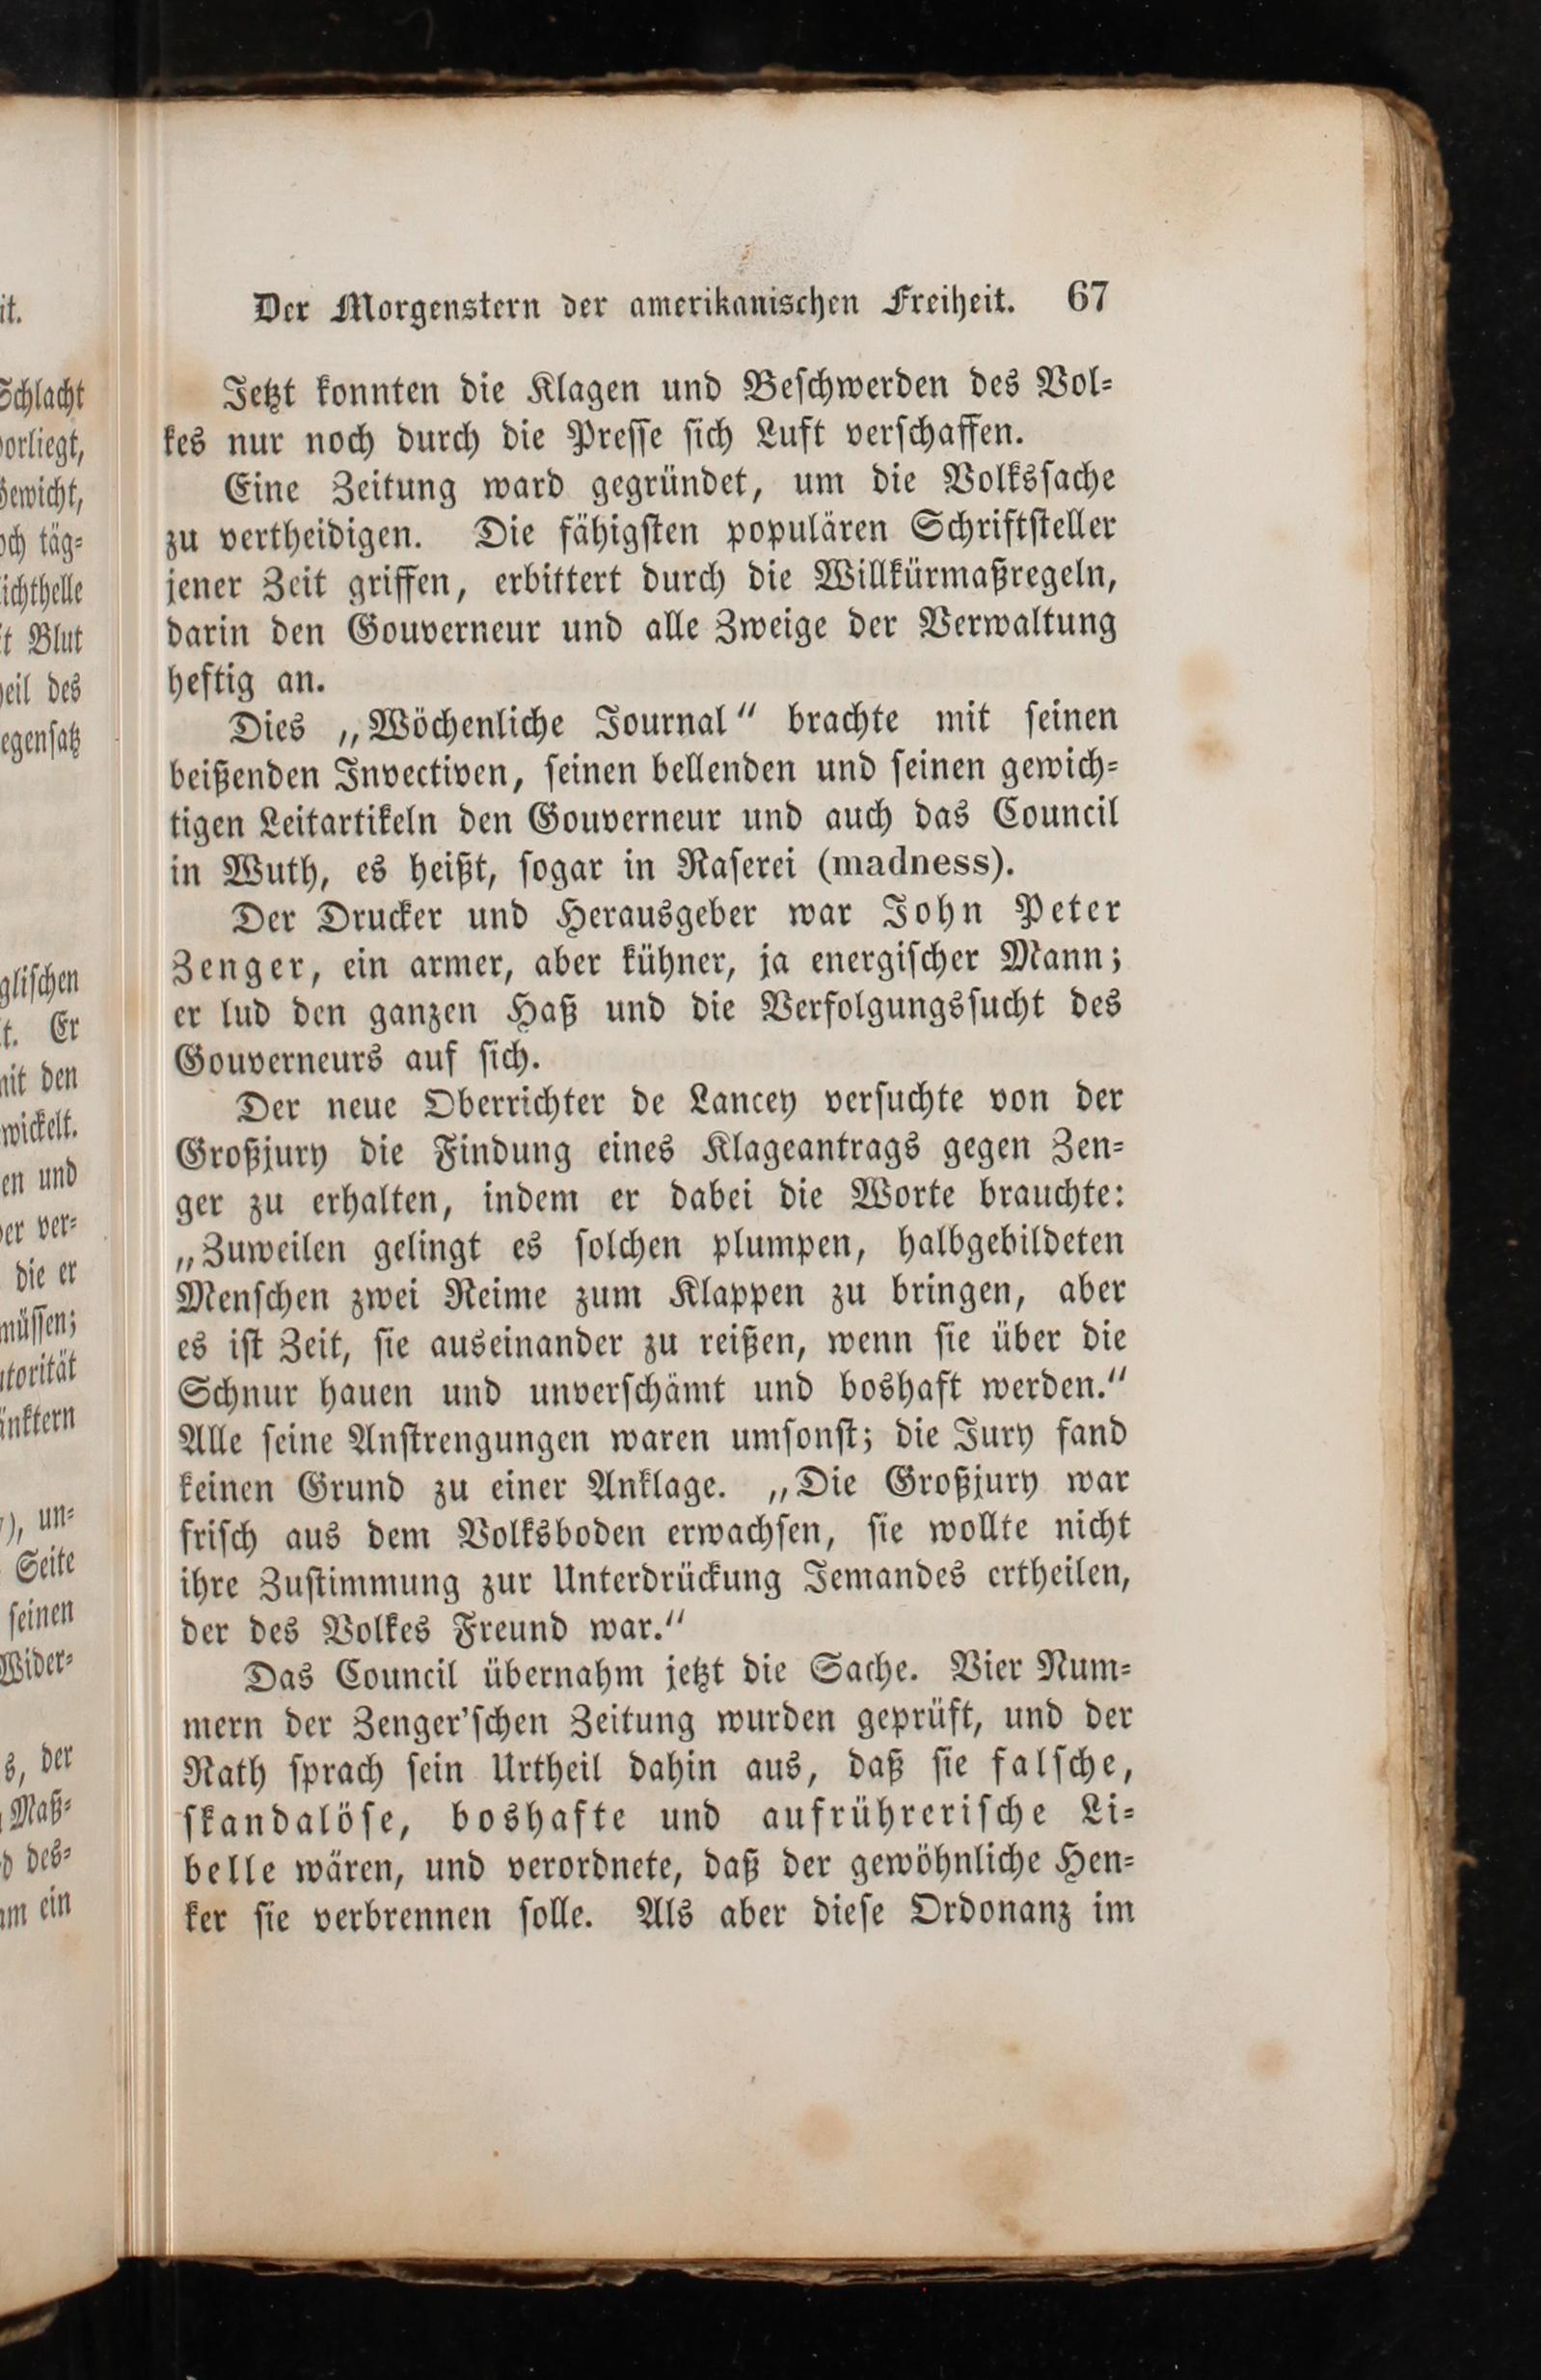 Der Morgenstern der amerikanischen Freiheit. 67
Jetzt konnten die Klagen und Beschwerden des Vol-
kes nur noch durch die Presse sich Luft verschaffen.
Eine Zeitung ward gegründet, um die Volkssache
zu vertheidigen. Die fähigsten populären Schriftsteller
jener Zeit griffen, erbittert durch die Willkürmaßregeln,
darin den Gouverneur und alle Zweige der Verwaltung
heftig an.
Dies „Wöchenliche Journal“ brachte mit seinen
beißenden Invectiven, seinen bellenden und seinen gewich-
tigen Leitartikeln den Gouverneur und auch das Council
in Wuth, es heißt, sogar in Raserei (madness).
Der Drucker und Herausgeber war John Peter
Zenger, ein armer, aber kühner, ja energischer Mann;
er lud den ganzen Haß und die Verfolgungssucht des
Gouverneurs auf sich.
Der neue Oberrichter de Lancey versuchte von der
Großjury die Findung eines Klageantrags gegen Zen-
ger zu erhalten, indem er dabei die Worte brauchte:
„Zuweilen gelingt es solchen plumpen, halbgebildeten
Menschen zwei Reime zum Klappen zu bringen, aber
es ist Zeit, sie auseinander zu reißen, wenn sie über die
Schnur hauen und unverschämt und boshaft werden.“
Alle seine Anstrengungen waren umsonst; die Jury fand
keinen Grund zu einer Anklage. „Die Großjury war
frisch aus dem Volksboden erwachsen, sie wollte nicht
ihre Zustimmung zur Unterdrückung Jemandes ertheilen,
der des Volkes Freund war.“
Das Council übernahm jetzt die Sache. Vier Num-
mern der Zenger'schen Zeitung wurden geprüft, und der
Rath sprach sein Urtheil dahin aus, daß sie falsche,
skandalöse, boshafte und aufrührerische Li-
belle wären, und verordnete, daß der gewöhnliche Hen-
ker sie verbrennen solle. Als aber diese Ordonanz im